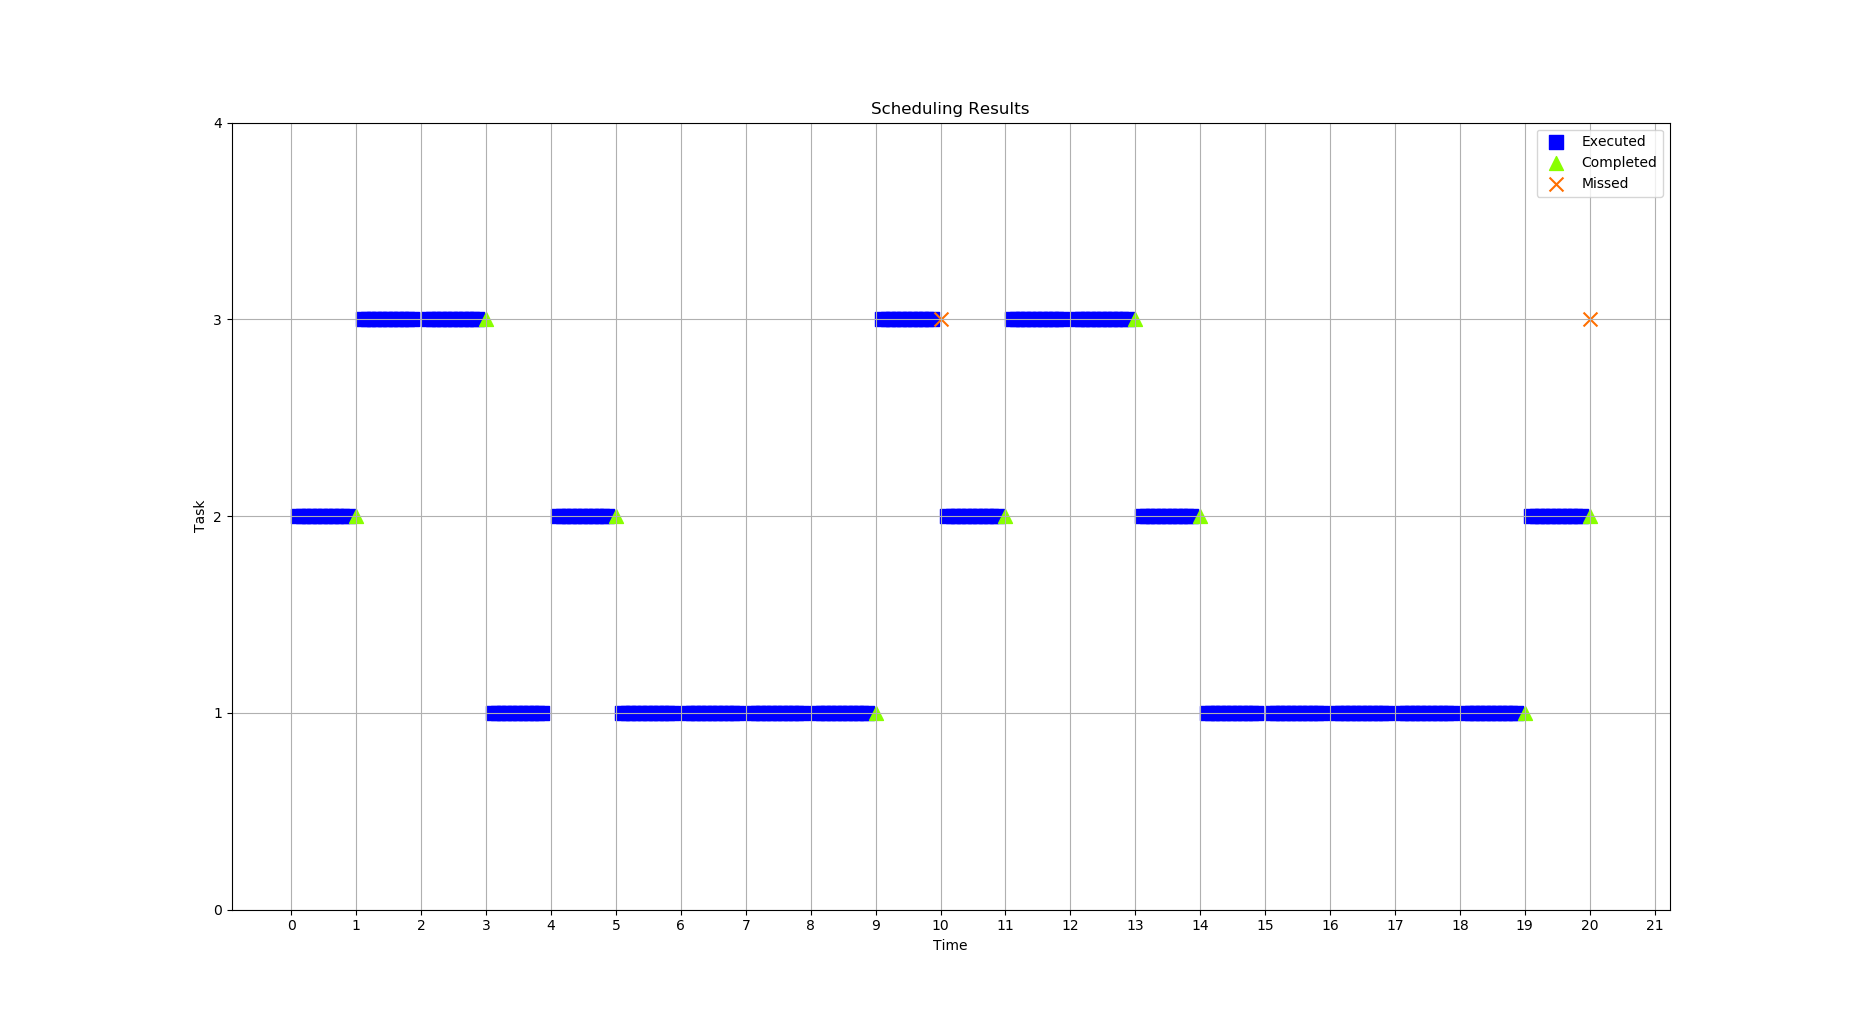 Scheduling Results
Executed
Completed
Missed
4
3
2
1
0
Task
0 1 2 3 4 5 6 7 8 9 10 11 12 13 14 15 16 17 18 19 20 21
Time